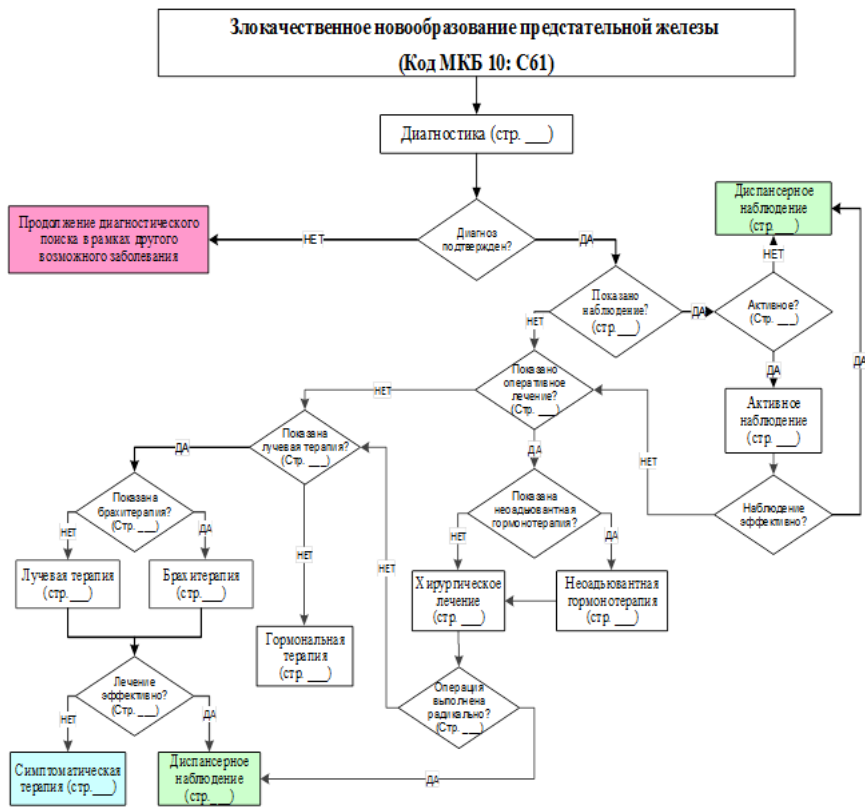 Злокачественное новообразование предстательной железы
(Код МКБ 10: С61)
Диагностика (стр. ___)
Диспансерное
наблюдение
(стр.___)
Продолжение диагностического
поиска в рамках другого
возможного заболевания
НЕТ
Диагноз
подтвержден?
ДА
НЕТ
Показано
наблюдение?
(стр.___)
ДА
Активное?
(Стр. ___)
НЕТ
ДА
ДА
Показано
оперативное
лечение?
(Стр. ___)
НЕТ
Активное
наблюдение
(стр.___)
Показана
лучевая терапия?
(Стр. ___)
ДА
ДА
НЕТ
Показана
брахитерапия?
(Стр. ___)
Показана
неоадьювантная
гормонотерапия?
Наблюдение
эффективно?
НЕТ
ДА
НЕТ
ДА
НЕТ
НЕТ
Лучевая терапия
(стр.___)
Брахитерапия
(стр.___)
Хирургическое
лечение
(стр. ___)
Неоадьювантная
гормонотерапия
(стр. ___)
Гормональная
терапия
(стр. ___)
Лечение
эффективно?
(Стр. ___)
Операция
выполнена
радикально?
(Стр. ___)
НЕТ
ДА
Симптоматическая
терапия (стр.___)
Диспансерное
наблюдение
(стр.___)
ДА